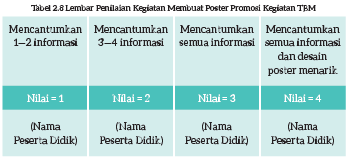 Tabel 2.8 Lembar Penilaian Kegiatan Membuat Poster Promosi Kegiatan TBM
Mencantumkan
1—2 informasi
Mencantumkan
3—4 informasi
Mencantumkan
semua informasi
Mencantumkan
semua informasi
dan desain
poster menarik
Nilai = 1
Nilai = 2
Nilai = 3
Nilai = 4
(Nama
Peserta Didik)
(Nama
Peserta Didik)
(Nama
Peserta Didik)
(Nama
Peserta Didik)